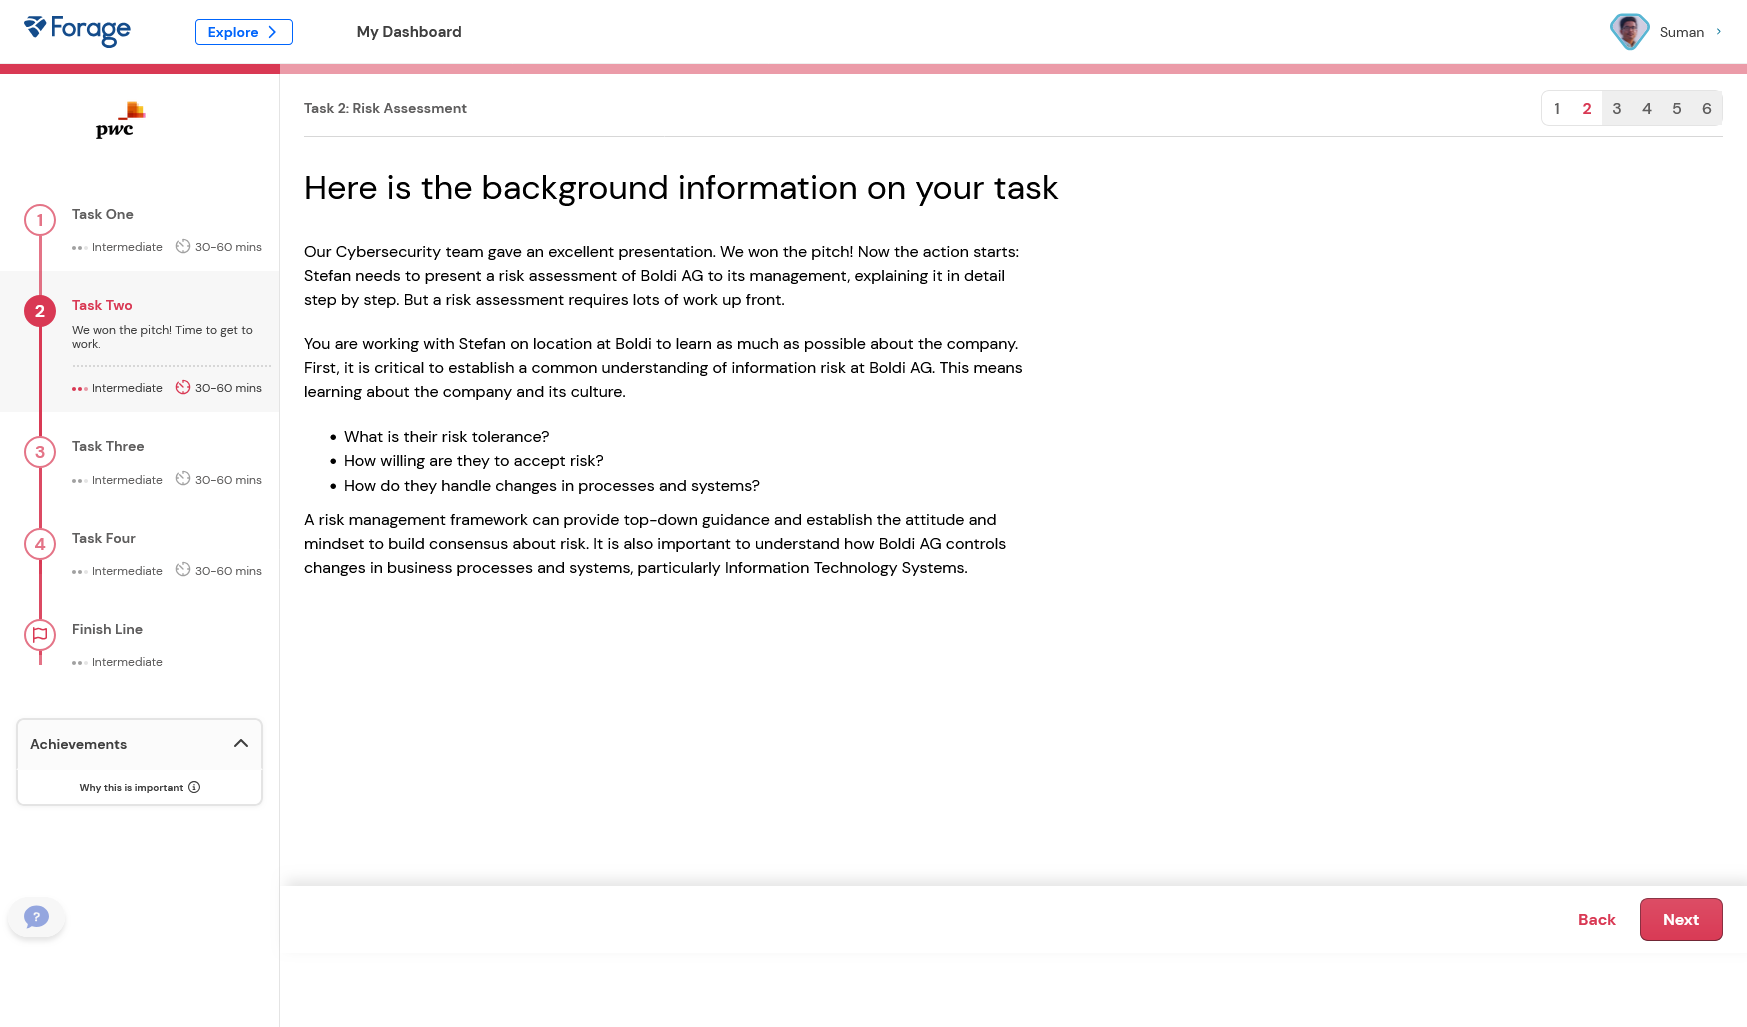 Forage
Explore
My Dashboard
Suman
pwc
1
Task One
Intermediate 30-60 mins
2
Task Two
We won the pitch! Time to get to
work.
Intermediate 30-60 mins
3
Task Three
Intermediate 30-60 mins
4
Task Four
Intermediate 30-60 mins
Finish Line
Intermediate
Achievements
Why this is important
?
Task 2: Risk Assessment
1 2 3 4 5 6
Here is the background information on your task
Our Cybersecurity team gave an excellent presentation. We won the pitch! Now the action starts:
Stefan needs to present a risk assessment of Boldi AG to its management, explaining it in detail
step by step. But a risk assessment requires lots of work up front.
You are working with Stefan on location at Boldi to learn as much as possible about the company.
First, it is critical to establish a common understanding of information risk at Boldi AG. This means
learning about the company and its culture.
• What is their risk tolerance?
• How willing are they to accept risk?
• How do they handle changes in processes and systems?
A risk management framework can provide top-down guidance and establish the attitude and
mindset to build consensus about risk. It is also important to understand how Boldi AG controls
changes in business processes and systems, particularly Information Technology Systems.
Back
Next